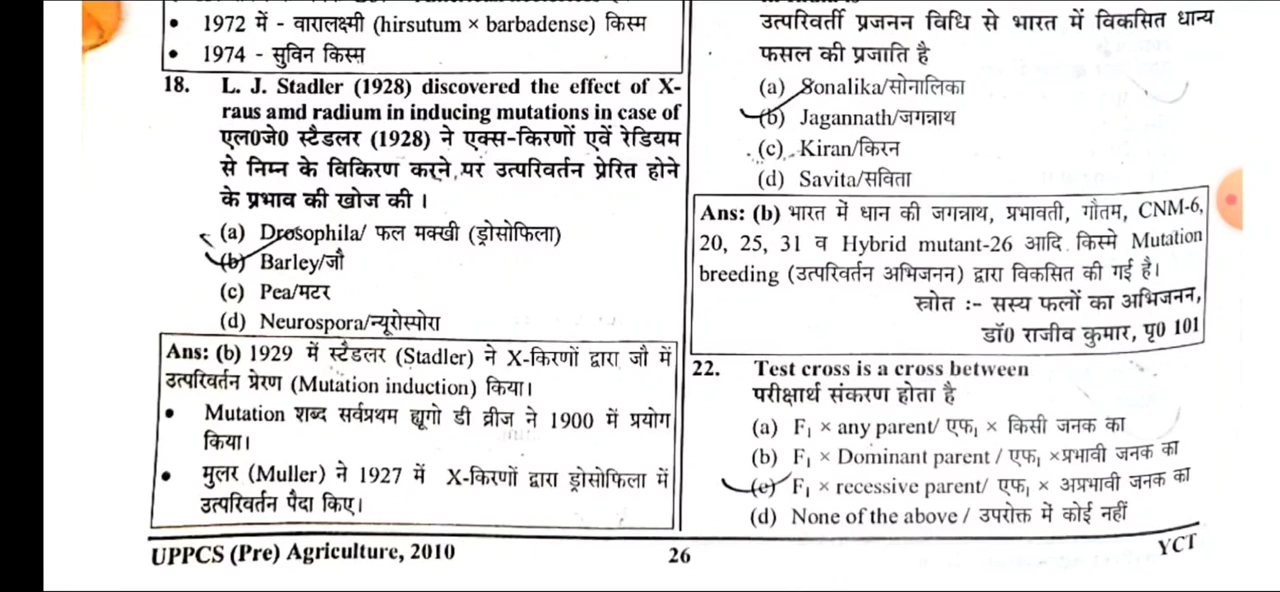 1972 में - वारालक्ष्मी (hirsutum × barbadense) किस्म
1974 - सुविन किस्म
18. L. J. Stadler (1928) discovered the effect of X-
raus amd radium in inducing mutations in case of
एल0जे0 स्टैडलर (1928) ने एक्स-किरणों एवें रेडियम
से निम्न के विकिरण करने पर उत्परिवर्तन प्रेरित होने
के प्रभाव की खोज की ।
(a) Drosophila/ फल मक्खी (ड्रोसोफिला)
(b) Barley/जौ
(c) Pea/मटर
(d) Neurospora/न्यूरोस्पोरा
Ans: (b) 1929 में स्टैडलर (Stadler) ने X-किरणों द्वारा जौ में
उत्परिवर्तन प्रेरण (Mutation induction) किया।
• Mutation शब्द सर्वप्रथम ह्यूगो डी व्रीज ने 1900 में प्रयोग
किया।
• मुलर (Muller) ने 1927 में X-किरणों द्वारा ड्रोसोफिला में
उत्परिवर्तन पैदा किए।
उत्परिवर्ती प्रजनन विधि से भारत में विकसित धान्य
फसल की प्रजाति है
(a) Sonalika/सोनालिका
(b) Jagannath/जगन्नाथ
(c) Kiran/किरन
(d) Savita/सविता
Ans: (b) भारत में धान की जगन्नाथ, प्रभावती, गौतम, CNM-6,
20, 25, 31 व Hybrid mutant-26 आदि किस्मे Mutation
breeding (उत्परिवर्तन अभिजनन) द्वारा विकसित की गई है।
स्त्रोत :- सस्य फलों का अभिजनन,
डॉ0 राजीव कुमार, पृ0 101
22. Test cross is a cross between
परीक्षार्थ संकरण होता है
(a) F₁ × any parent/ एफ₁ × किसी जनक का
(b) F₁ × Dominant parent / एफ₁ ×प्रभावी जनक का
(c) F₁ × recessive parent/ एफ₁ × अप्रभावी जनक का
(d) None of the above / उपरोक्त में कोई नहीं
UPPCS (Pre) Agriculture, 2010 26 YCT